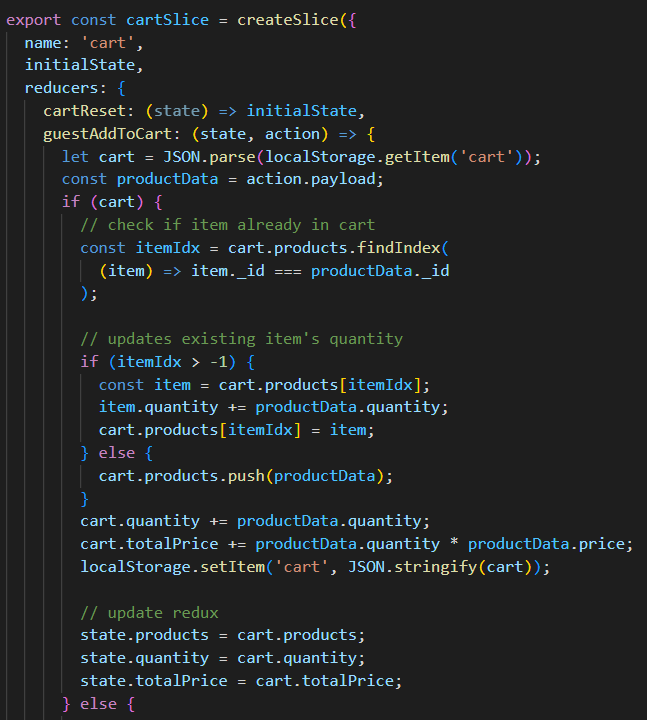 export const cartSlice = createSlice({
name: 'cart',
initialState,
reducers: {
cartReset: (state) => initialState,
guestAddToCart: (state, action) => {
let cart = JSON.parse(localStorage.getItem('cart'));
const productData = action.payload;
if (cart) {
// check if item already in cart
const itemIdx = cart.products.findIndex(
(item) => item._id === productData._id
);
// updates existing item's quantity
if (itemIdx > -1) {
const item = cart.products[itemIdx];
item.quantity += productData.quantity;
cart.products[itemIdx] = item;
} else {
cart.products.push(productData);
}
cart.quantity += productData.quantity;
cart.totalPrice += productData.quantity * productData.price;
localStorage.setItem('cart', JSON.stringify(cart));
// update redux
state.products = cart.products;
state.quantity = cart.quantity;
state.totalPrice = cart.totalPrice;
} else {